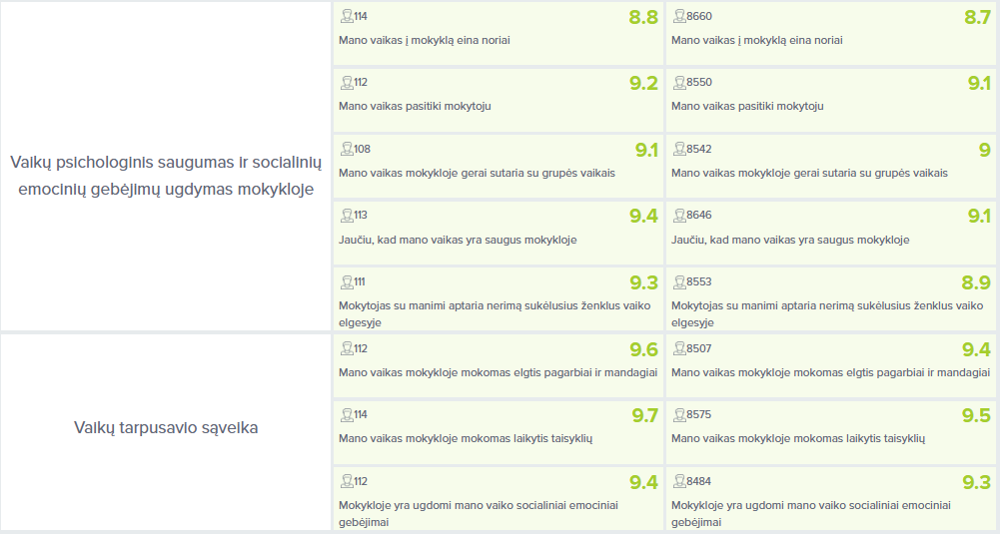 Vaikų psichologinis saugumas ir socialinių
emocinių gebėjimų ugdymas mokykloje
114 8.8
Mano vaikas į mokyklą eina noriai
8660 8.7
Mano vaikas į mokyklą eina noriai
112 9.2
Mano vaikas pasitiki mokytoju
8550 9.1
Mano vaikas pasitiki mokytoju
108 9.1
Mano vaikas mokykloje gerai sutaria su grupės vaikais
8542 9
Mano vaikas mokykloje gerai sutaria su grupės vaikais
113 9.4
Jaučiu, kad mano vaikas yra saugus mokykloje
8646 9.1
Jaučiu, kad mano vaikas yra saugus mokykloje
111 9.3
Mokytojas su manimi aptaria nerimą sukėlusius ženklus vaiko
elgesyje
8553 8.9
Mokytojas su manimi aptaria nerimą sukėlusius ženklus vaiko
elgesyje
Vaikų tarpusavio sąveika
112 9.6
Mano vaikas mokykloje mokomas elgtis pagarbiai ir mandagiai
8507 9.4
Mano vaikas mokykloje mokomas elgtis pagarbiai ir mandagiai
114 9.7
Mano vaikas mokykloje mokomas laikytis taisyklių
8575 9.5
Mano vaikas mokykloje mokomas laikytis taisyklių
112 9.4
Mokykloje yra ugdomi mano vaiko socialiniai emociniai
gebėjimai
8484 9.3
Mokykloje yra ugdomi mano vaiko socialiniai emociniai
gebėjimai